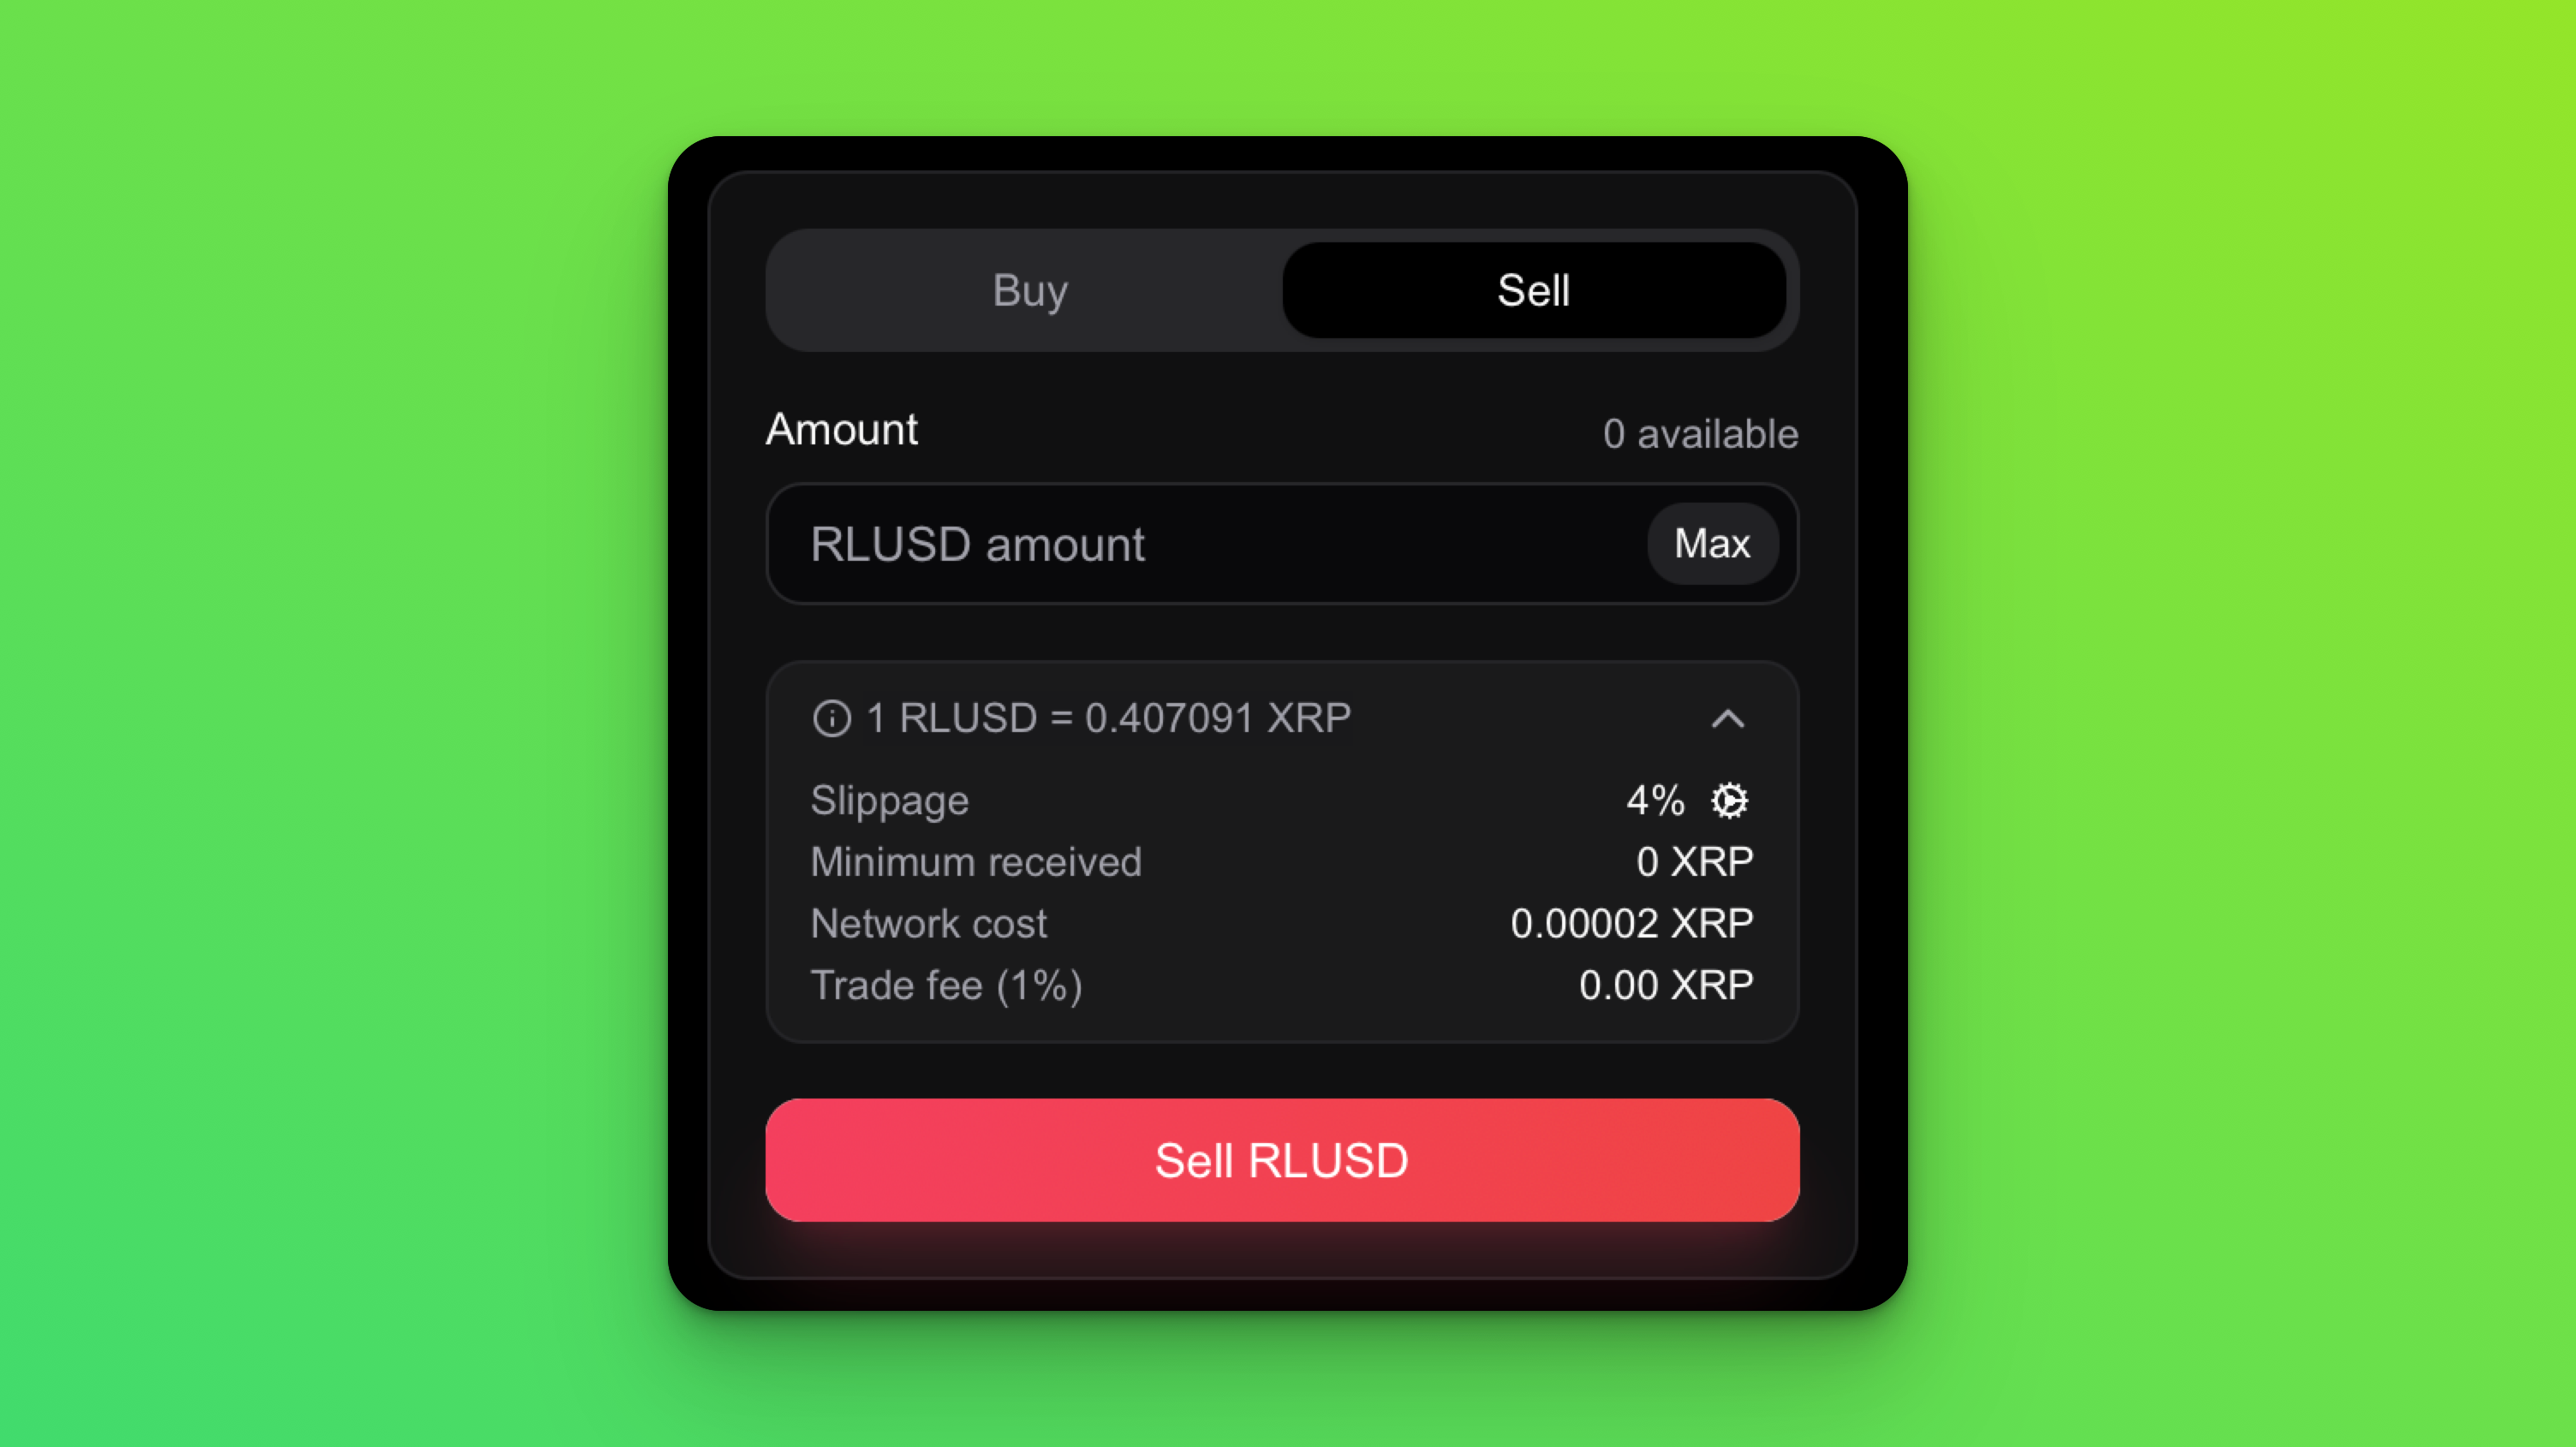 Buy Sell
Amount 0 available
RLUSD amount Max
1 RLUSD = 0.407091 XRP
Slippage 4%
Minimum received 0 XRP
Network cost 0.00002 XRP
Trade fee (1%) 0.00 XRP
Sell RLUSD